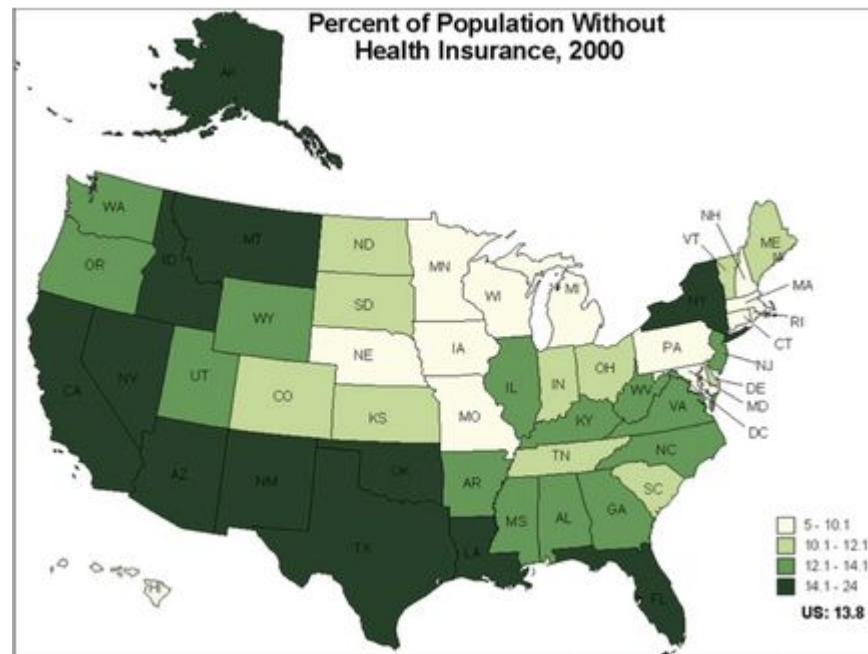 Percent of Population Without
Health Insurance, 2000
AK
WA
OR
ID
MT
WY
ND
SD
MN
WI
MI
NE
IA
CA
NV
UT
CO
KS
MO
IL
IN
OH
PA
NY
VT
NH
ME
MA
RI
CT
NJ
DE
MD
DC
WV
VA
KY
NC
TN
SC
AZ
NM
OK
AR
TX
LA
MS
AL
GA
FL
HI
5 - 10.1
10.1 - 12.1
12.1 - 14.1
14.1 - 24
US: 13.8